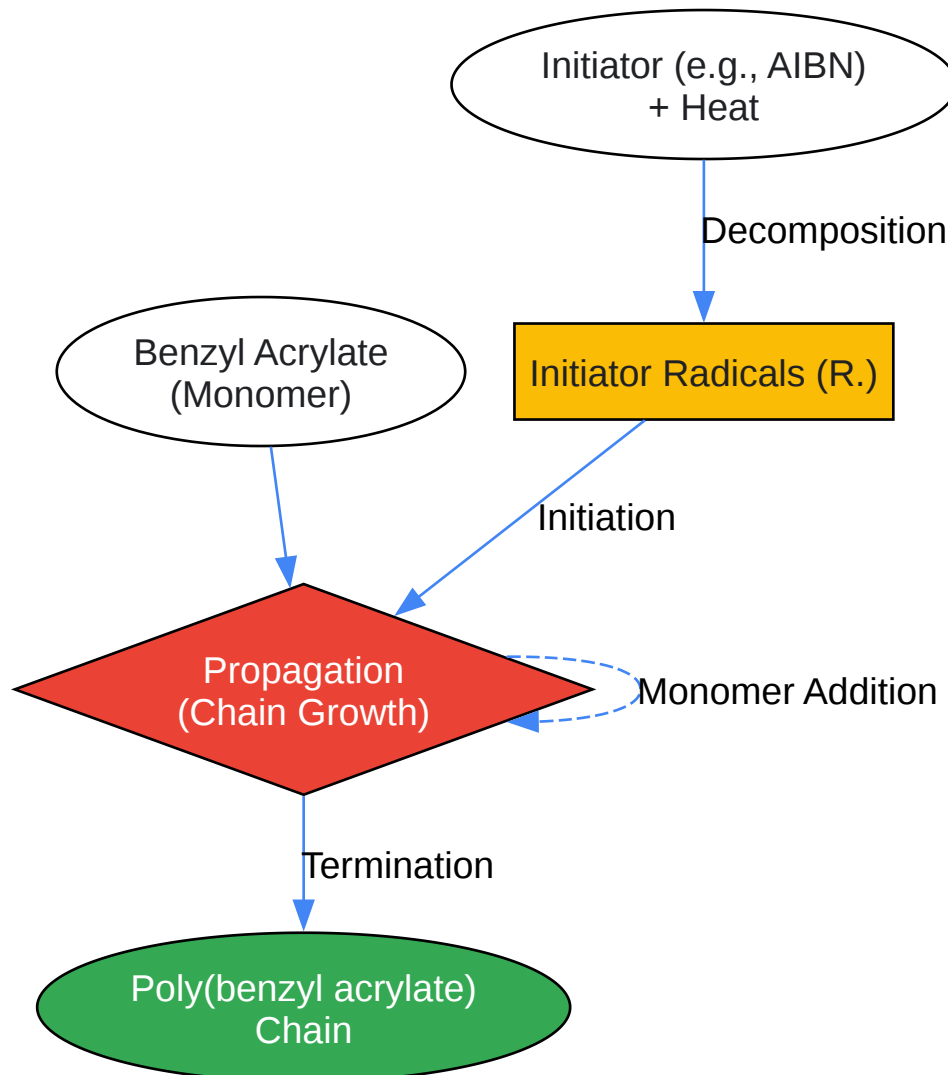 Initiator (e.g., AIBN)
+ Heat
Decomposition
Benzyl Acrylate
(Monomer)
Initiator Radicals (R.)
Initiation
Propagation
(Chain Growth)
Monomer Addition
Termination
Poly(benzyl acrylate)
Chain